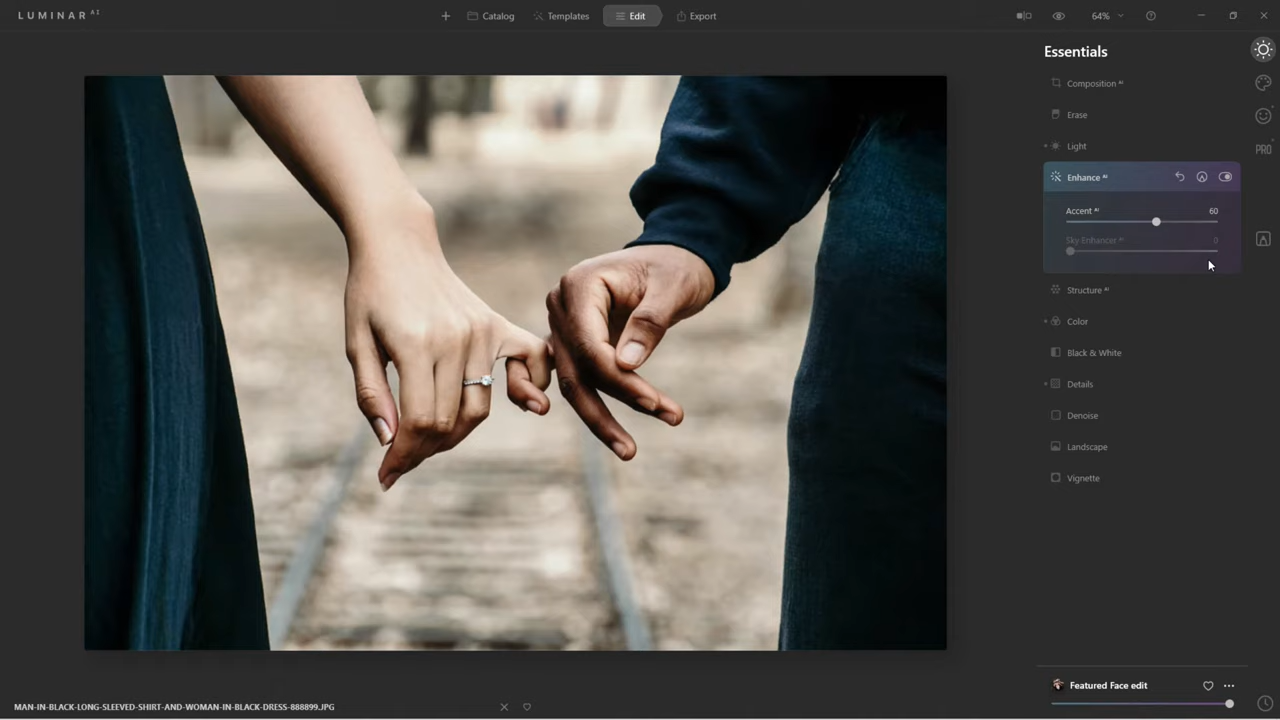 LUMINAR AI
Catalog
Templates
Edit
Export
64%
Essentials
Composition AI
Erase
Light
Enhance AI
Accent AI
60
Sky Enhancer AI
0
Structure AI
Color
Black & White
Details
Denoise
Landscape
Vignette
PRO
Featured Face edit
MAN-IN-BLACK-LONG-SLEEVED-SHIRT-AND-WOMAN-IN-BLACK-DRESS-888899.JPG